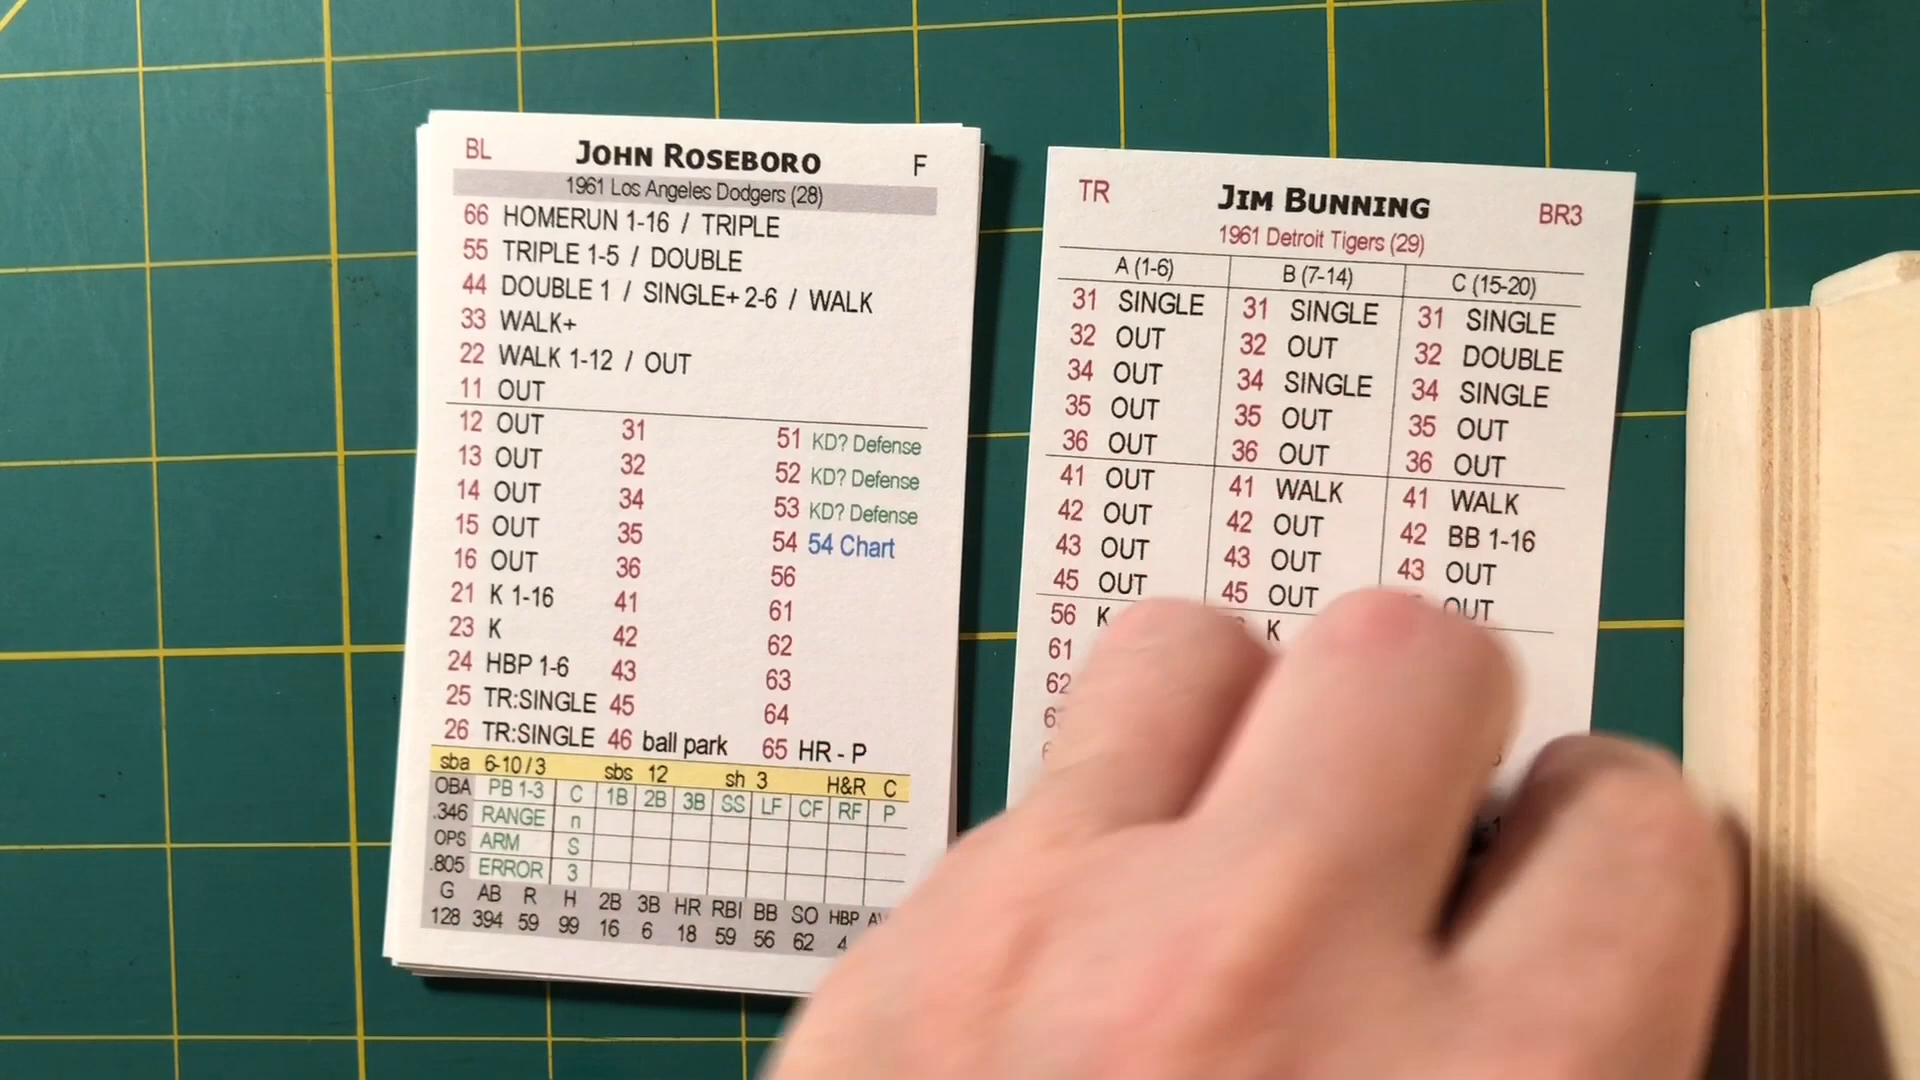 BL JOHN ROSEBORO F
1961 Los Angeles Dodgers (28)
66 HOMERUN 1-16 / TRIPLE
55 TRIPLE 1-5 / DOUBLE
44 DOUBLE 1 / SINGLE+ 2-6 / WALK
33 WALK+
22 WALK 1-12 / OUT
11 OUT
12 OUT 31 51 KD? Defense
13 OUT 32 52 KD? Defense
14 OUT 34 53 KD? Defense
15 OUT 35 54 54 Chart
16 OUT 36 56
21 K 1-16 41 61
23 K 42 62
24 HBP 1-6 43 63
25 TR:SINGLE 45 64
26 TR:SINGLE 46 ball park 65 HR - P
sba 6-10 / 3 sbs 12 sh 3 H&R C
OBA PB 1-3 C 1B 2B 3B SS LF CF RF P
.346 RANGE n
OPS ARM S
.805 ERROR 3
G AB R H 2B 3B HR RBI BB SO HBP
128 394 59 99 16 6 18 59 56 62 4
TR JIM BUNNING BR3
1961 Detroit Tigers (29)
A (1-6) B (7-14) C (15-20)
31 SINGLE 31 SINGLE 31 SINGLE
32 OUT 32 OUT 32 DOUBLE
34 OUT 34 SINGLE 34 SINGLE
35 OUT 35 OUT 35 OUT
36 OUT 36 OUT 36 OUT
41 OUT 41 WALK 41 WALK
42 OUT 42 OUT 42 BB 1-16
43 OUT 43 OUT 43 OUT
45 OUT 45 OUT OUT
56 K K
61
62